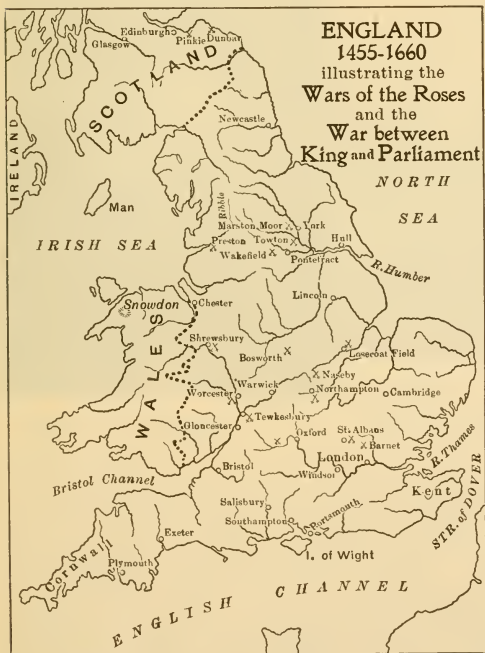 ENGLAND
1455-1660
illustrating the
Wars of the Roses
and the
War between
King and Parliament
Edinburgh
Pinkie
Dunbar
Glasgow
SCOTLAND
Newcastle
IRELAND
NORTH
SEA
Man
Ribble
IRISH SEA
Marston Moor
York
Preston
Towton
Hull
Wakefield
Pontefract
R. Humber
Snowdon
Chester
Lincoln
WALES
Shrewsbury
Bosworth
Losecoat Field
Naseby
Warwick
Northampton
Cambridge
Worcester
Tewkesbury
Gloncester
Oxford
St. Albans
Barnet
R. Thames
London
Bristol
Windsor
Bristol Channel
Kent
STR. of DOVER
Salisbury
Southampton
Portsmouth
Exeter
I. of Wight
Cornwall
Plymouth
ENGLISH CHANNEL